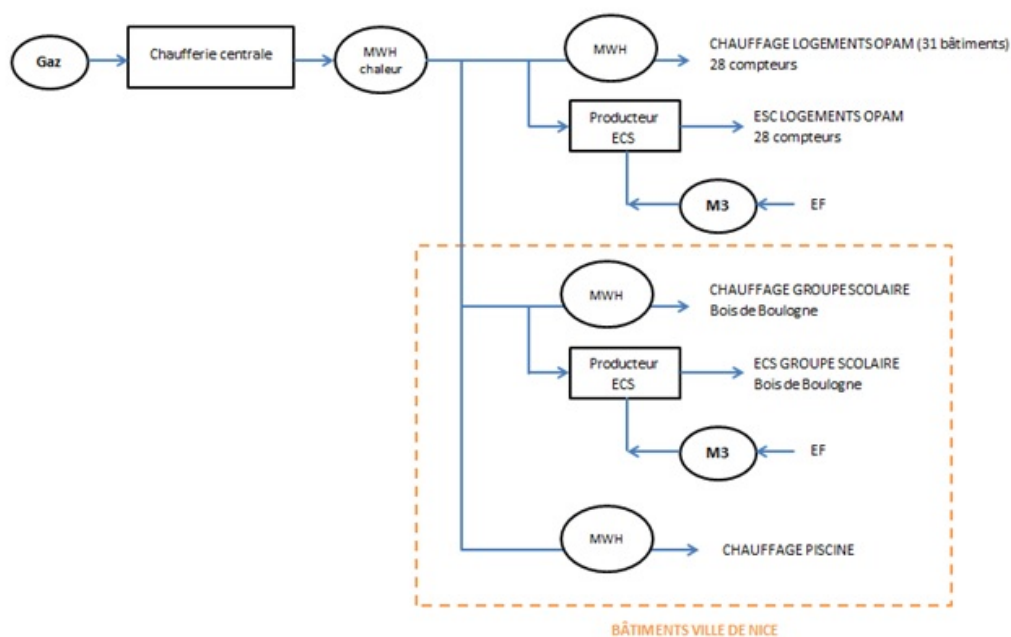 Gaz
Chaufferie centrale
MWH
chaleur
MWH
CHAUFFAGE LOGEMENTS OPAM (31 bâtiments)
28 compteurs
Producteur
ECS
ESC LOGEMENTS OPAM
28 compteurs
M3
EF
MWH
CHAUFFAGE GROUPE SCOLAIRE
Bois de Boulogne
Producteur
ECS
ECS GROUPE SCOLAIRE
Bois de Boulogne
M3
EF
MWH
CHAUFFAGE PISCINE
BÂTIMENTS VILLE DE NICE